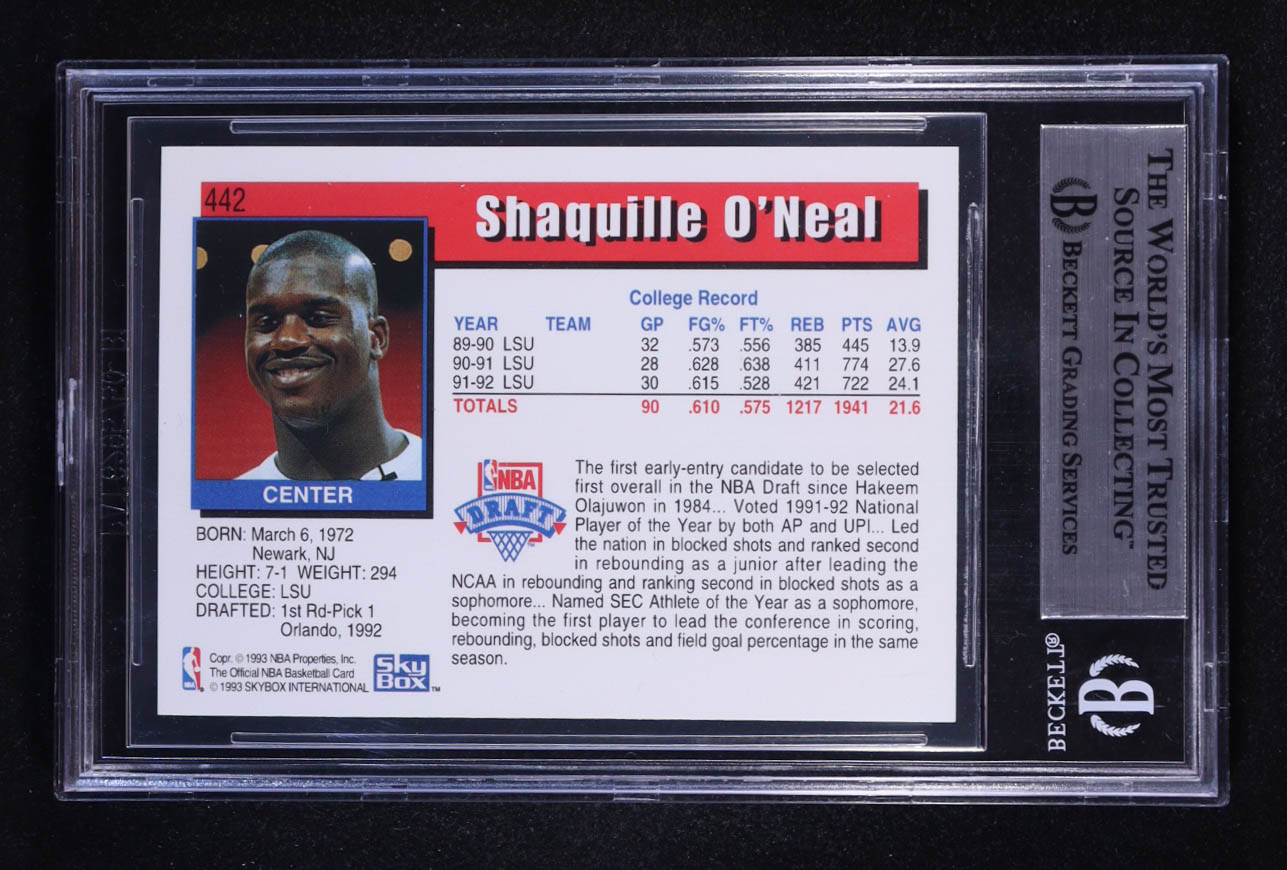 442
Shaquille O'Neal
College Record
YEAR TEAM GP FG% FT% REB PTS AVG
89-90 LSU 32 .573 .556 385 445 13.9
90-91 LSU 28 .628 .638 411 774 27.6
91-92 LSU 30 .615 .528 421 722 24.1
TOTALS 90 .610 .575 1217 1941 21.6
CENTER
BORN: March 6, 1972
Newark, NJ
HEIGHT: 7-1 WEIGHT: 294
COLLEGE: LSU
DRAFTED: 1st Rd-Pick 1
Orlando, 1992
NBA
DRAFT
TM
The first early-entry candidate to be selected
first overall in the NBA Draft since Hakeem
Olajuwon in 1984... Voted 1991-92 National
Player of the Year by both AP and UPI... Led
the nation in blocked shots and ranked second
in rebounding as a junior after leading the
NCAA in rebounding and ranking second in blocked shots as a
sophomore... Named SEC Athlete of the Year as a sophomore,
becoming the first player to lead the conference in scoring,
rebounding, blocked shots and field goal percentage in the same
season.
NBA
®
Copr. © 1993 NBA Properties, Inc.
The Official NBA Basketball Card
© 1993 SKYBOX INTERNATIONAL
Sky
Box
TM
THE WORLD'S MOST TRUSTED
SOURCE IN COLLECTING™
B BECKETT GRADING SERVICES
BECKETT®
B